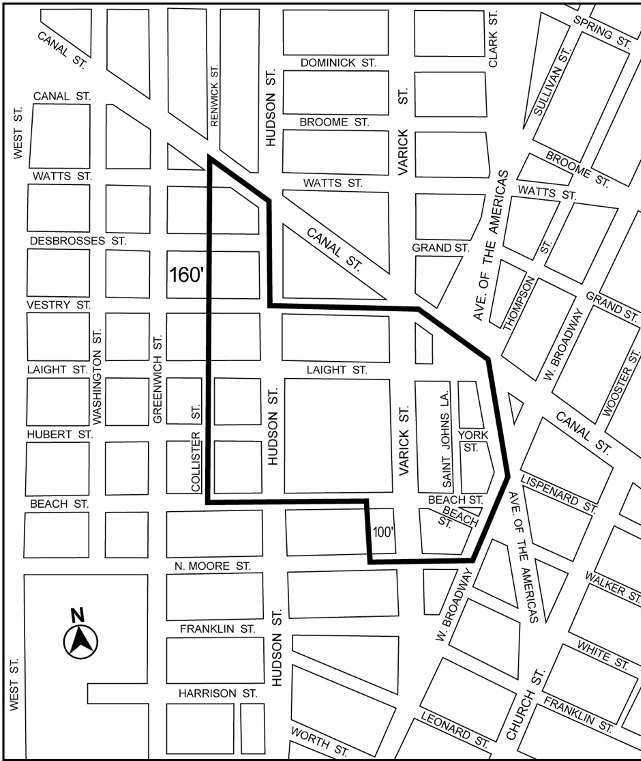 CANAL ST.
SPRING ST.
CLARK ST.
SULLIVAN ST.
DOMINICK ST.
RENWICK ST.
HUDSON ST.
CANAL ST.
WEST ST.
BROOME ST.
VARICK ST.
BROOME ST.
WATTS ST.
WATTS ST.
WATTS ST.
AVE. OF THE AMERICAS
DESBROSSES ST.
CANAL ST.
GRAND ST.
THOMPSON ST.
160'
VESTRY ST.
GRAND ST.
W. BROADWAY
WASHINGTON ST.
GREENWICH ST.
LAIGHT ST.
LAIGHT ST.
WOOSTER ST.
COLLISTER ST.
HUDSON ST.
VARICK ST.
SAINT JOHNS LA.
YORK ST.
CANAL ST.
HUBERT ST.
BEACH ST.
BEACH ST.
BEACH ST.
LISPENARD ST.
AVE. OF THE AMERICAS
100'
N. MOORE ST.
WALKER ST.
W. BROADWAY
N
FRANKLIN ST.
HUDSON ST.
WHITE ST.
WEST ST.
HARRISON ST.
CHURCH ST.
FRANKLIN ST.
LEONARD ST.
WORTH ST.